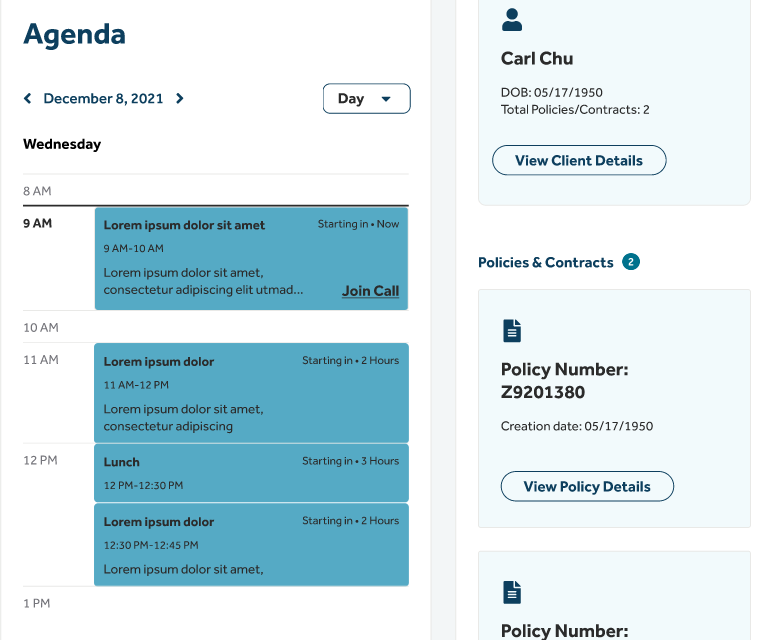 Agenda
December 8, 2021
Day
Wednesday
8 AM
9 AM
Lorem ipsum dolor sit amet
Starting in • Now
9 AM-10 AM
Lorem ipsum dolor sit amet,
consectetur adipiscing elit utmad...
Join Call
10 AM
11 AM
Lorem ipsum dolor
Starting in • 2 Hours
11 AM-12 PM
Lorem ipsum dolor sit amet,
consectetur adipiscing
12 PM
Lunch
Starting in • 3 Hours
12 PM-12:30 PM
Lorem ipsum dolor
Starting in • 2 Hours
12:30 PM-12:45 PM
Lorem ipsum dolor sit amet,
1 PM
Carl Chu
DOB: 05/17/1950
Total Policies/Contracts: 2
View Client Details
Policies & Contracts 2
Policy Number:
Z9201380
Creation date: 05/17/1950
View Policy Details
Policy Number: